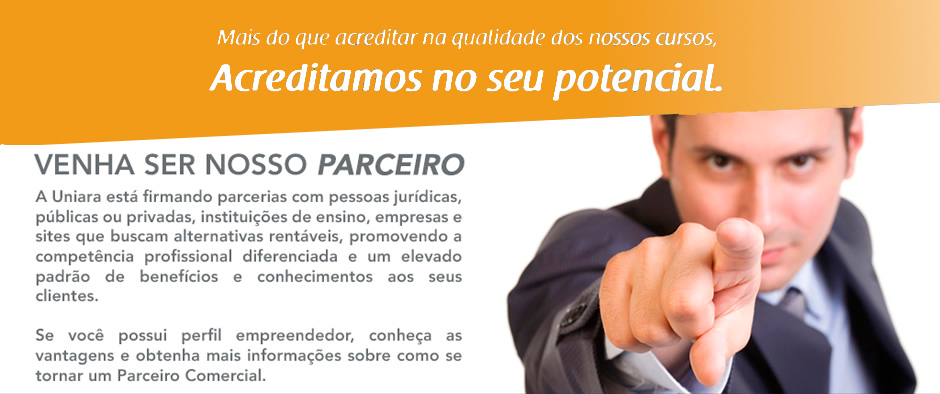 Mais do que acreditar na qualidade dos nossos cursos,
Acreditamos no seu potencial.
VENHA SER NOSSO PARCEIRO
A Uniara está firmando parcerias com pessoas jurídicas,
públicas ou privadas, instituições de ensino, empresas e
sites que buscam alternativas rentáveis, promovendo a
competência profissional diferenciada e um elevado
padrão de benefícios e conhecimentos aos seus
clientes.
Se você possui perfil empreendedor, conheça as
vantagens e obtenha mais informações sobre como se
tornar um Parceiro Comercial.